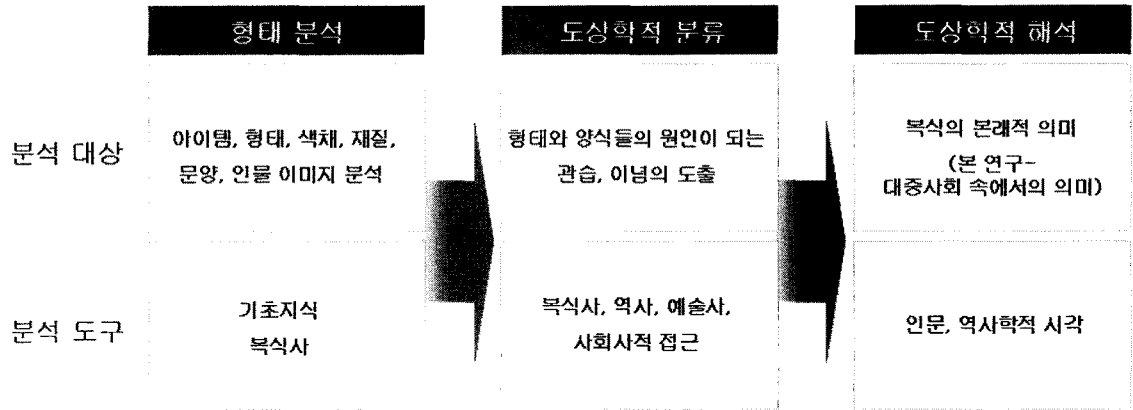 형태 분석
도상학적 분류
도상학적 해석
분석 대상
아이템, 형태, 색채, 재질,
문양, 인물 이미지 분석
형태와 양식들의 원인이 되는
관습, 이념의 도출
복식의 본래적 의미
(본 연구-
대중사회 속에서의 의미)
분석 도구
기초지식
복식사
복식사, 역사, 예술사,
사회사적 접근
인문, 역사학적 시각